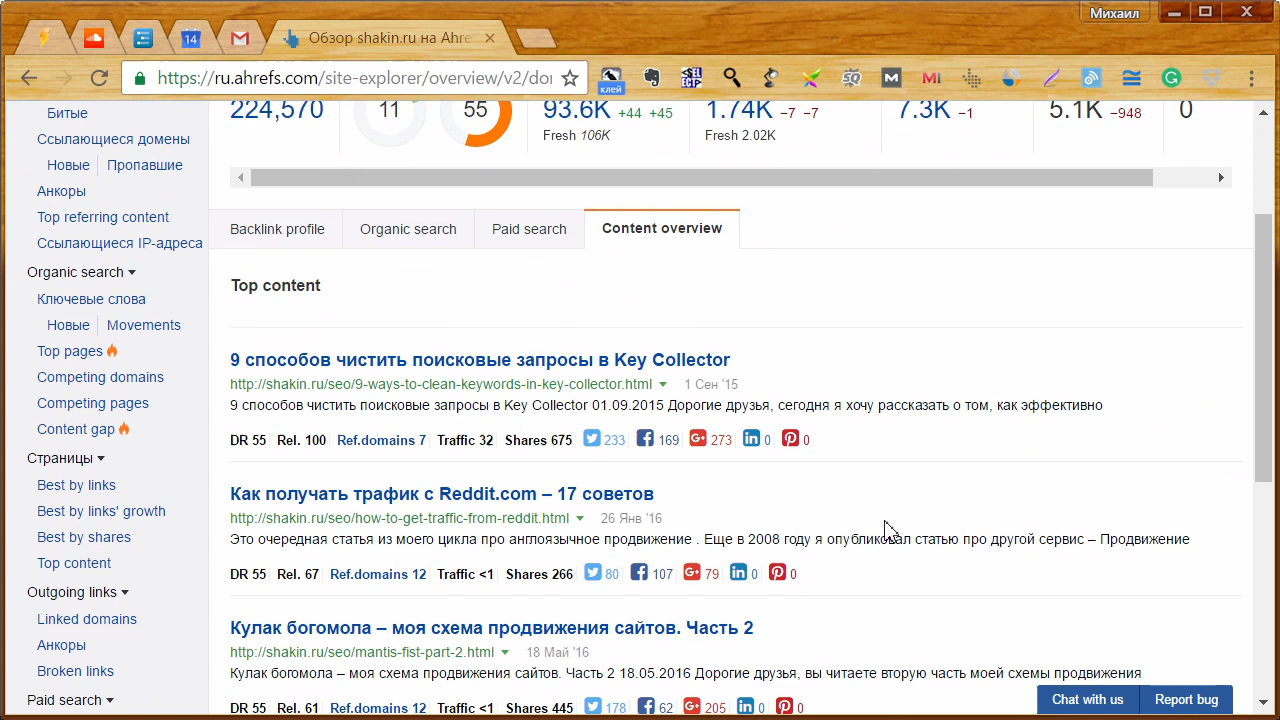 Михаил
14
Обзор shakin.ru на Ahre
https://ru.ahrefs.com/site-explorer/overview/v2/do
клей
Битые
Ссылающиеся домены
Новые Пропавшие
Анкоры
Top referring content
Ссылающиеся IP-адреса
Organic search
Ключевые слова
Новые Movements
Top pages
Competing domains
Competing pages
Content gap
Страницы
Best by links
Best by links' growth
Best by shares
Top content
Outgoing links
Linked domains
Анкоры
Broken links
Paid search
224,570 11 55 93.6K +44 +45 1.74K −7 −7 7.3K −1 5.1K −948 0
Fresh 106K Fresh 2.02K
Backlink profile Organic search Paid search Content overview
Top content
9 способов чистить поисковые запросы в Key Collector
http://shakin.ru/seo/9-ways-to-clean-keywords-in-key-collector.html 1 Сен '15
9 способов чистить поисковые запросы в Key Collector 01.09.2015 Дорогие друзья, сегодня я хочу рассказать о том, как эффективно
DR 55 Rel. 100 Ref.domains 7 Traffic 32 Shares 675 233 169 273 0 0
Как получать трафик с Reddit.com – 17 советов
http://shakin.ru/seo/how-to-get-traffic-from-reddit.html 26 Янв '16
Это очередная статья из моего цикла про англоязычное продвижение . Еще в 2008 году я опубликовал статью про другой сервис – Продвижение
DR 55 Rel. 67 Ref.domains 12 Traffic <1 Shares 266 80 107 79 0 0
Кулак богомола – моя схема продвижения сайтов. Часть 2
http://shakin.ru/seo/mantis-fist-part-2.html 18 Май '16
Кулак богомола – моя схема продвижения сайтов. Часть 2 18.05.2016 Дорогие друзья, вы читаете вторую часть моей схемы продвижения
DR 55 Rel. 61 Ref.domains 12 Traffic <1 Shares 445 178 62 205 0 0
Chat with us Report bug